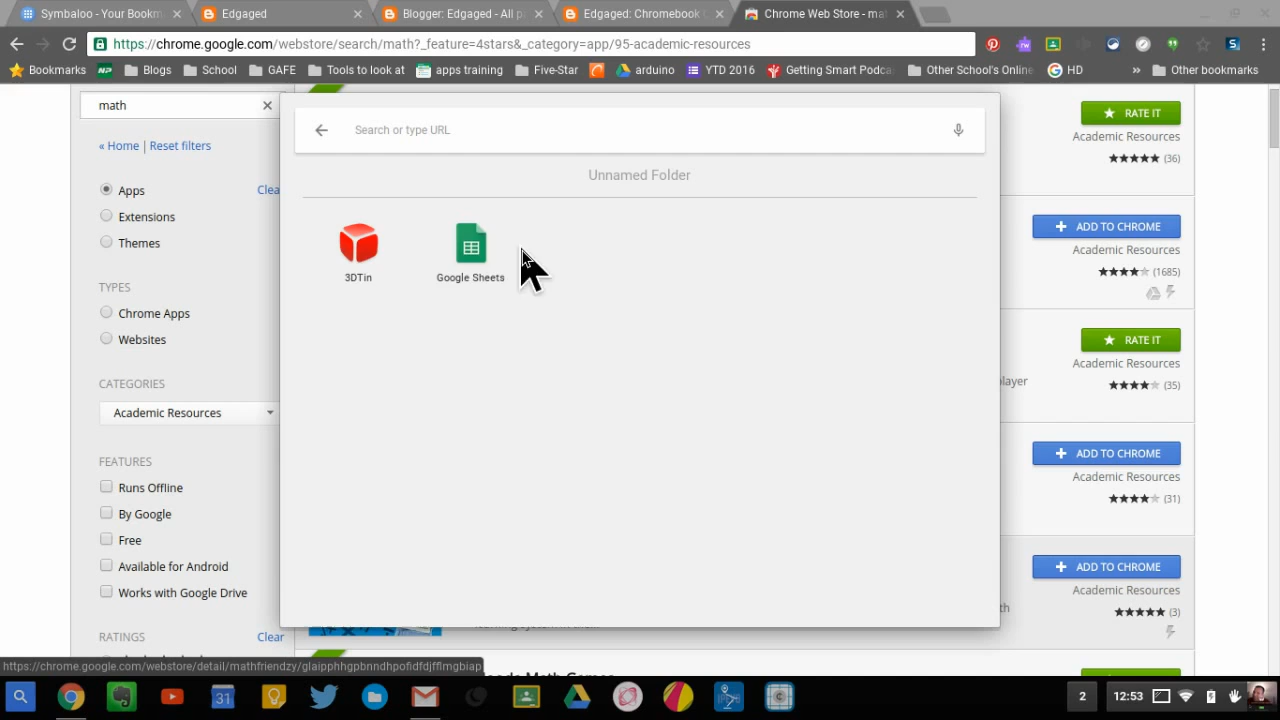 Symbaloo - Your Bookm
Edgaged
Blogger: Edgaged - All p
Edgaged: Chromebook
Chrome Web Store - mat
https://chrome.google.com/webstore/search/math?_feature=4stars&_category=app/95-academic-resources
Bookmarks
NP
Blogs
School
GAFE
Tools to look at
apps training
Five-Star
arduino
YTD 2016
Getting Smart Podca
Other School's Online
HD
»
Other bookmarks
math
« Home | Reset filters
Apps
Clea
Extensions
Themes
TYPES
Chrome Apps
Websites
CATEGORIES
Academic Resources
FEATURES
Runs Offline
By Google
Free
Available for Android
Works with Google Drive
RATINGS
Clear
Search or type URL
Unnamed Folder
3DTin
Google Sheets
RATE IT
Academic Resources
(36)
ADD TO CHROME
Academic Resources
(1685)
RATE IT
Academic Resources
layer
(35)
ADD TO CHROME
Academic Resources
(31)
ADD TO CHROME
Academic Resources
th
(3)
https://chrome.google.com/webstore/detail/mathfriendzy/glaipphhgpbnndhpofidfdjfflmgbiap
31
2
12:53